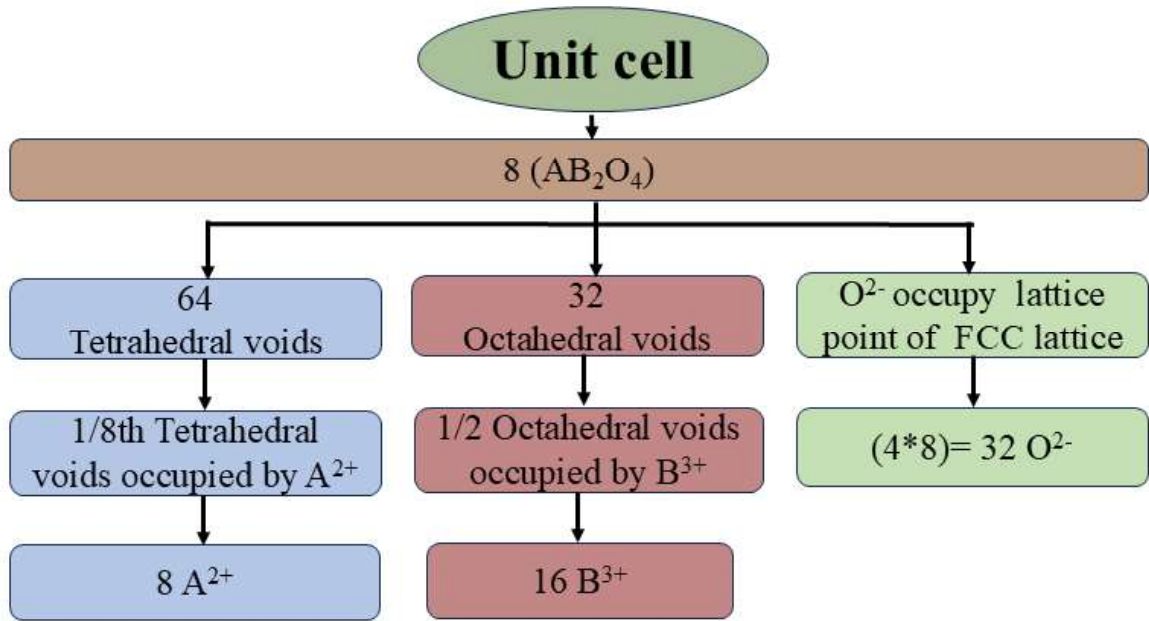 Unit cell
8 (AB₂O₄)
64
Tetrahedral voids
1/8th Tetrahedral
voids occupied by A²⁺
8 A²⁺
32
Octahedral voids
1/2 Octahedral voids
occupied by B³⁺
16 B³⁺
O²⁻ occupy lattice
point of FCC lattice
(4*8)= 32 O²⁻